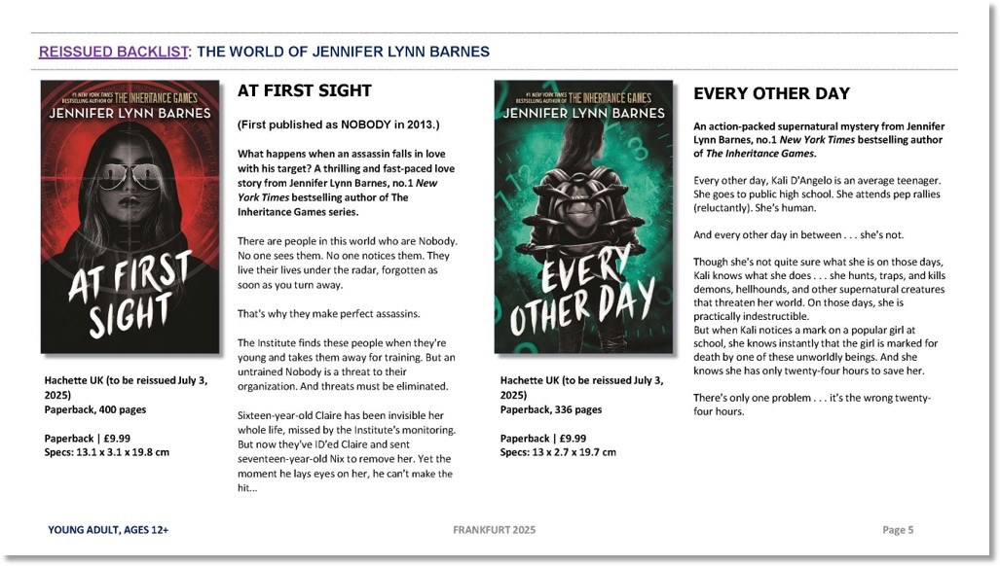 REISSUED BACKLIST: THE WORLD OF JENNIFER LYNN BARNES
#1 NEW YORK TIMES
BESTSELLING AUTHOR OF THE INHERITANCE GAMES
JENNIFER LYNN BARNES
AT FIRST
SIGHT
Hachette UK (to be reissued July 3,
2025)
Paperback, 400 pages
Paperback | £9.99
Specs: 13.1 x 3.1 x 19.8 cm
AT FIRST SIGHT
(First published as NOBODY in 2013.)
What happens when an assassin falls in love
with his target? A thrilling and fast-paced love
story from Jennifer Lynn Barnes, no.1 New
York Times bestselling author of The
Inheritance Games series.
There are people in this world who are Nobody.
No one sees them. No one notices them. They
live their lives under the radar, forgotten as
soon as you turn away.
That's why they make perfect assassins.
The Institute finds these people when they're
young and takes them away for training. But an
untrained Nobody is a threat to their
organization. And threats must be eliminated.
Sixteen-year-old Claire has been invisible her
whole life, missed by the Institute's monitoring.
But now they've ID'ed Claire and sent
seventeen-year-old Nix to remove her. Yet the
moment he lays eyes on her, he can't make the
hit...
#1 NEW YORK TIMES
BESTSELLING AUTHOR OF THE INHERITANCE GAMES
JENNIFER LYNN BARNES
12
3
EVERY
OTHER DAY
Hachette UK (to be reissued July 3,
2025)
Paperback, 336 pages
Paperback | £9.99
Specs: 13 x 2.7 x 19.7 cm
EVERY OTHER DAY
An action-packed supernatural mystery from Jennifer
Lynn Barnes, no.1 New York Times bestselling author
of The Inheritance Games.
Every other day, Kali D'Angelo is an average teenager.
She goes to public high school. She attends pep rallies
(reluctantly). She's human.
And every other day in between . . . she's not.
Though she's not quite sure what she is on those days,
Kali knows what she does . . . she hunts, traps, and kills
demons, hellhounds, and other supernatural creatures
that threaten her world. On those days, she is
practically indestructible.
But when Kali notices a mark on a popular girl at
school, she knows instantly that the girl is marked for
death by one of these unworldly beings. And she
knows she has only twenty-four hours to save her.
There's only one problem . . . it's the wrong twenty-
four hours.
YOUNG ADULT, AGES 12+
FRANKFURT 2025
Page 5